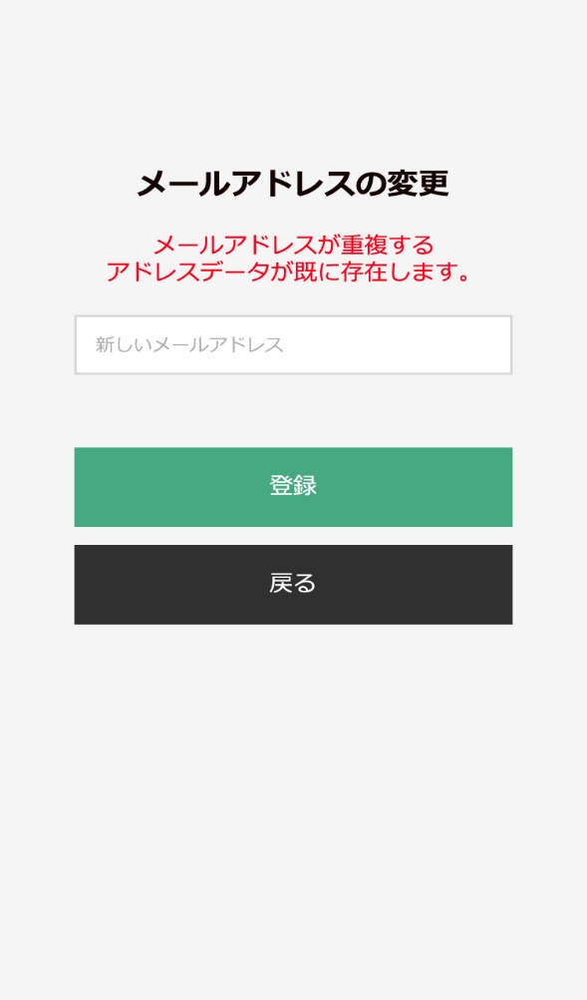 メールアドレスの変更
メールアドレスが重複する
アドレスデータが既に存在します。
新しいメールアドレス
登録
戻る